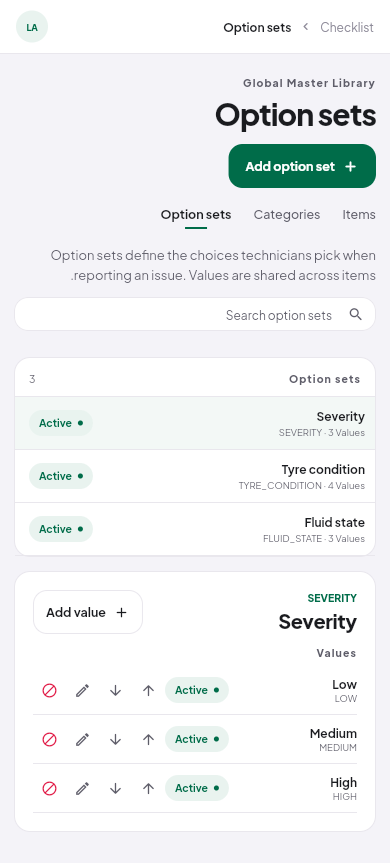 Checklist
Option sets
LA
Global Master Library
Option sets
Add option set
Items
Categories
Option sets
Option sets define the choices technicians pick when
.reporting an issue. Values are shared across items
Search option sets
Option sets
3
Severity
SEVERITY · 3 Values
Active
Tyre condition
TYRE_CONDITION · 4 Values
Active
Fluid state
FLUID_STATE · 3 Values
Active
SEVERITY
Severity
Add value
Values
Low
LOW
Active
Medium
MEDIUM
Active
High
HIGH
Active